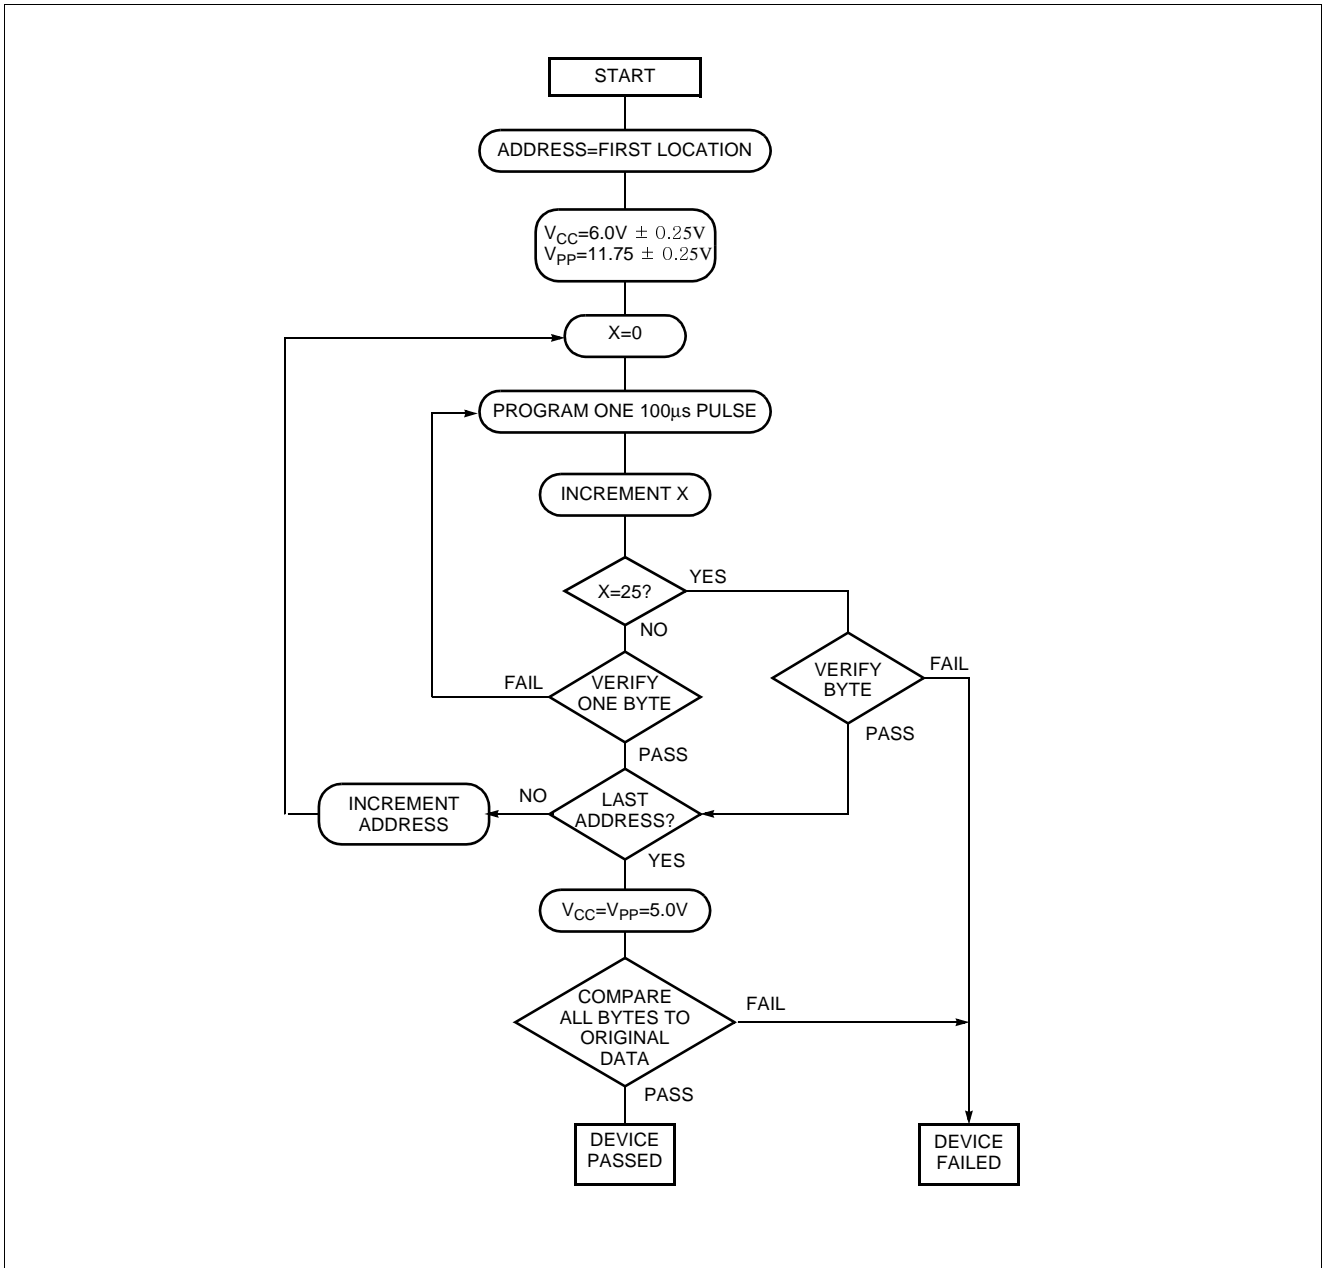 START
ADDRESS=FIRST LOCATION
VCC=6.0V ± 0.25V
VPP=11.75 ± 0.25V
X=0
PROGRAM ONE 100µs PULSE
INCREMENT X
X=25?
YES
NO
VERIFY
ONE BYTE
FAIL
PASS
VERIFY
BYTE
FAIL
PASS
LAST
ADDRESS?
NO
INCREMENT
ADDRESS
YES
VCC=VPP=5.0V
COMPARE
ALL BYTES TO
ORIGINAL
DATA
FAIL
PASS
DEVICE
PASSED
DEVICE
FAILED